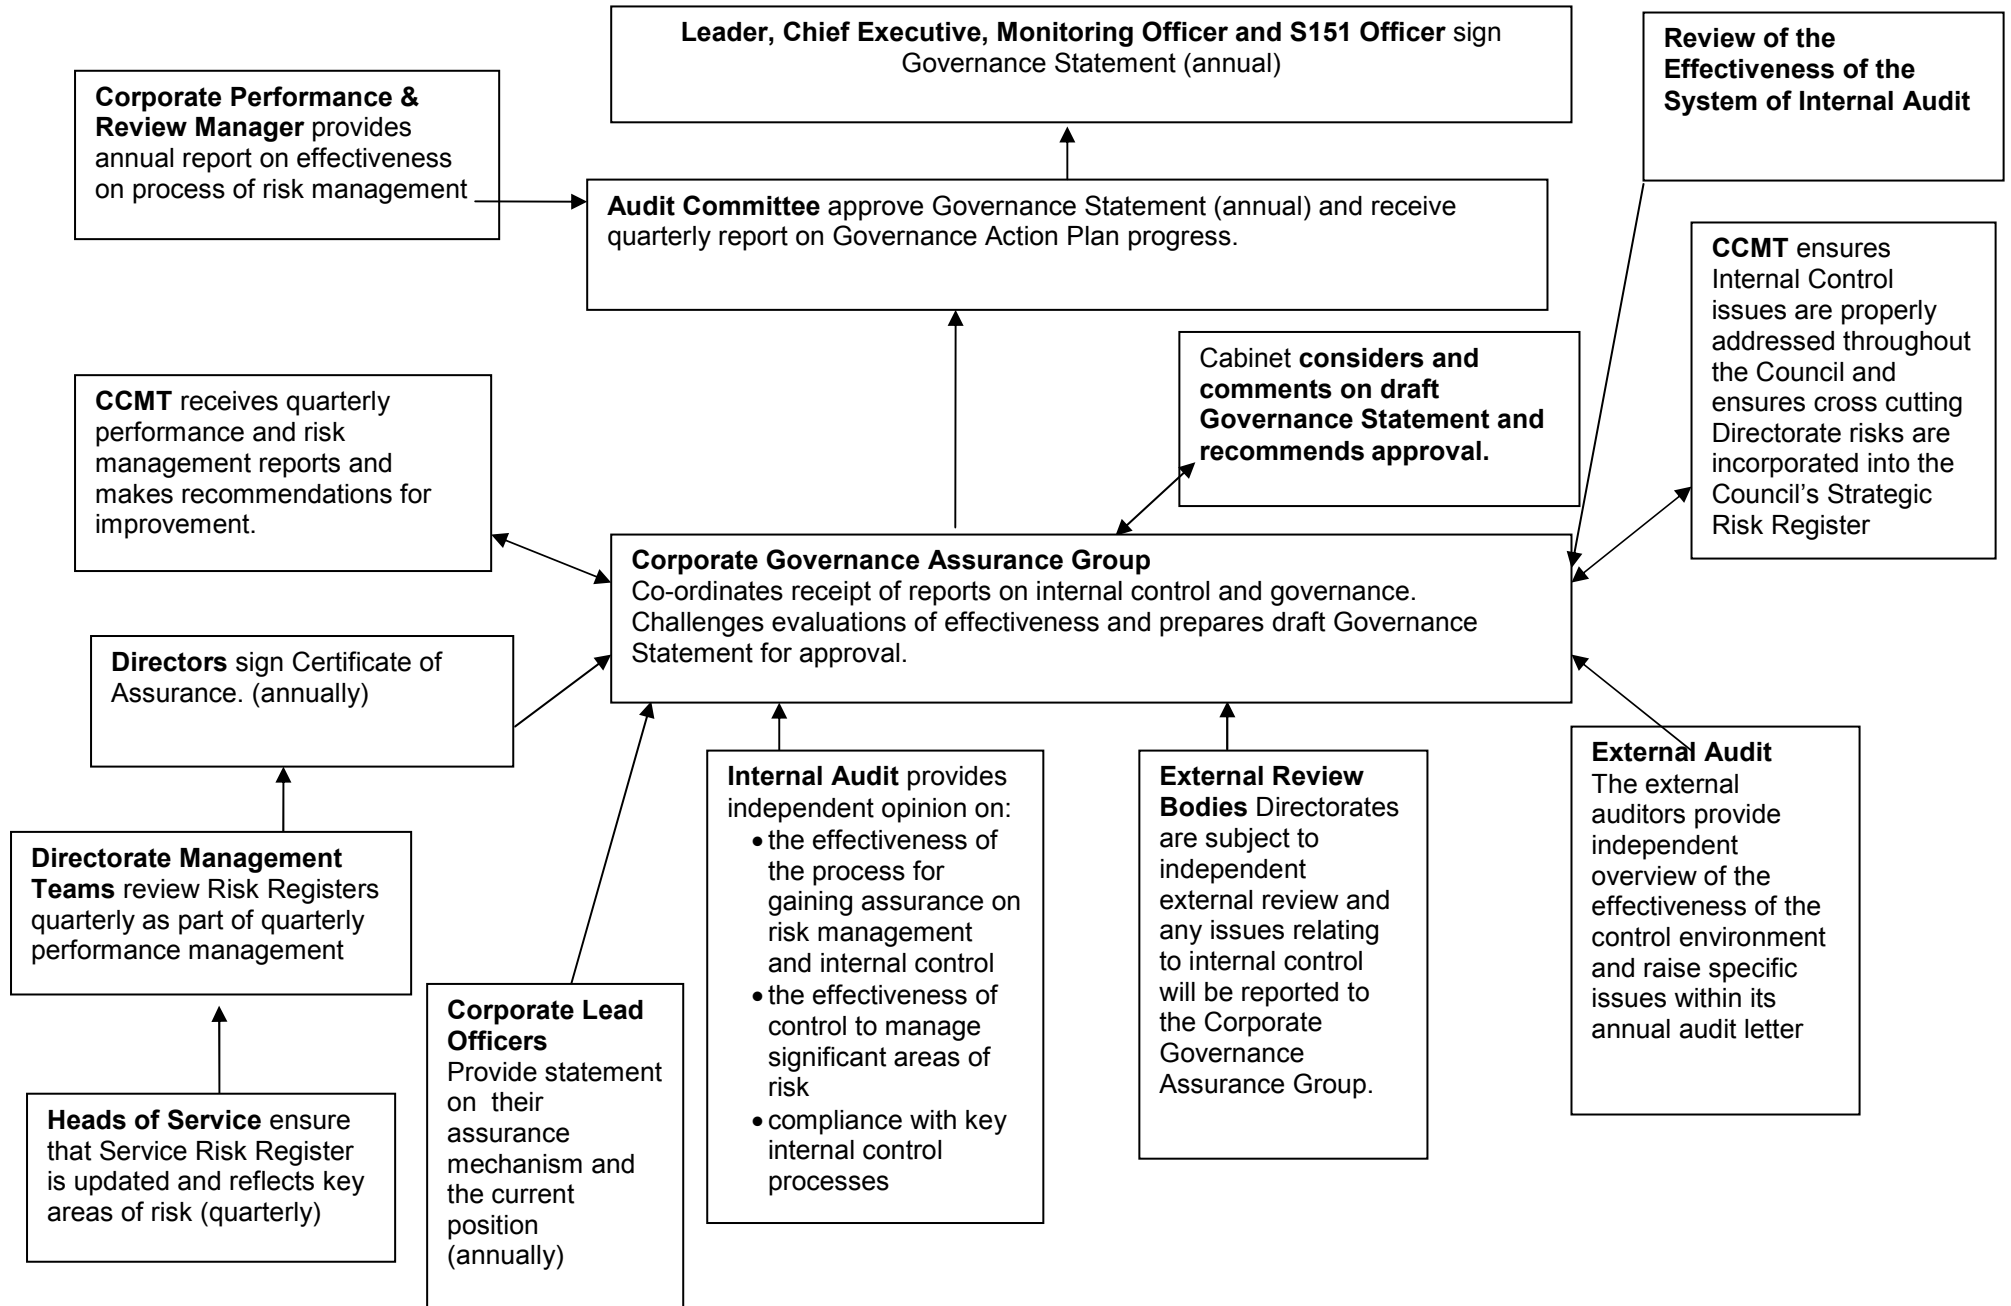 Leader, Chief Executive, Monitoring Officer and S151 Officer sign
Governance Statement (annual)
Review of the
Effectiveness of the
System of Internal Audit
Corporate Performance &
Review Manager provides
annual report on effectiveness
on process of risk management
Audit Committee approve Governance Statement (annual) and receive
quarterly report on Governance Action Plan progress.
CCMT ensures
Internal Control
issues are properly
addressed throughout
the Council and
ensures cross cutting
Directorate risks are
incorporated into the
Council’s Strategic
Risk Register
Cabinet considers and
comments on draft
Governance Statement and
recommends approval.
CCMT receives quarterly
performance and risk
management reports and
makes recommendations for
improvement.
Corporate Governance Assurance Group
Co-ordinates receipt of reports on internal control and governance.
Challenges evaluations of effectiveness and prepares draft Governance
Statement for approval.
Directors sign Certificate of
Assurance. (annually)
Directorate Management
Teams review Risk Registers
quarterly as part of quarterly
performance management
Heads of Service ensure
that Service Risk Register
is updated and reflects key
areas of risk (quarterly)
Corporate Lead
Officers
Provide statement
on their
assurance
mechanism and
the current
position
(annually)
Internal Audit provides
independent opinion on:
• the effectiveness of
the process for
gaining assurance on
risk management
and internal control
• the effectiveness of
control to manage
significant areas of
risk
• compliance with key
internal control
processes
External Review
Bodies Directorates
are subject to
independent
external review and
any issues relating
to internal control
will be reported to
the Corporate
Governance
Assurance Group.
External Audit
The external
auditors provide
independent
overview of the
effectiveness of the
control environment
and raise specific
issues within its
annual audit letter